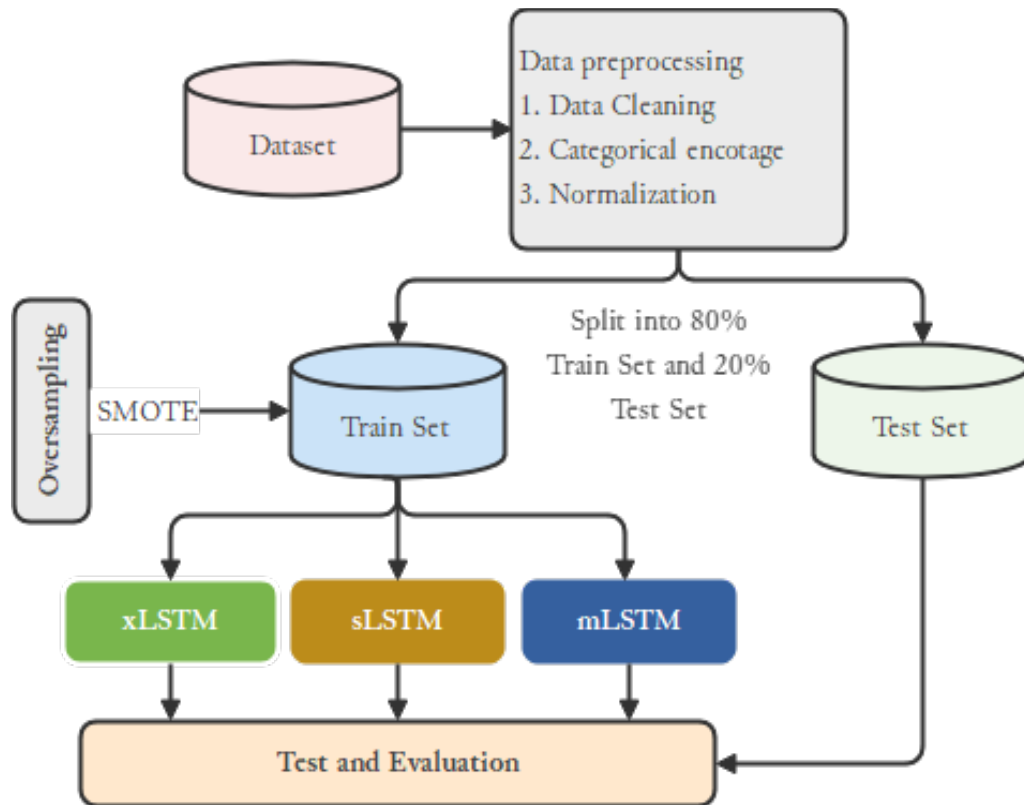 Dataset
Data preprocessing
1. Data Cleaning
2. Categorical encotage
3. Normalization
Split into 80%
Train Set and 20%
Test Set
Oversampling
SMOTE
Train Set
Test Set
xLSTM
sLSTM
mLSTM
Test and Evaluation